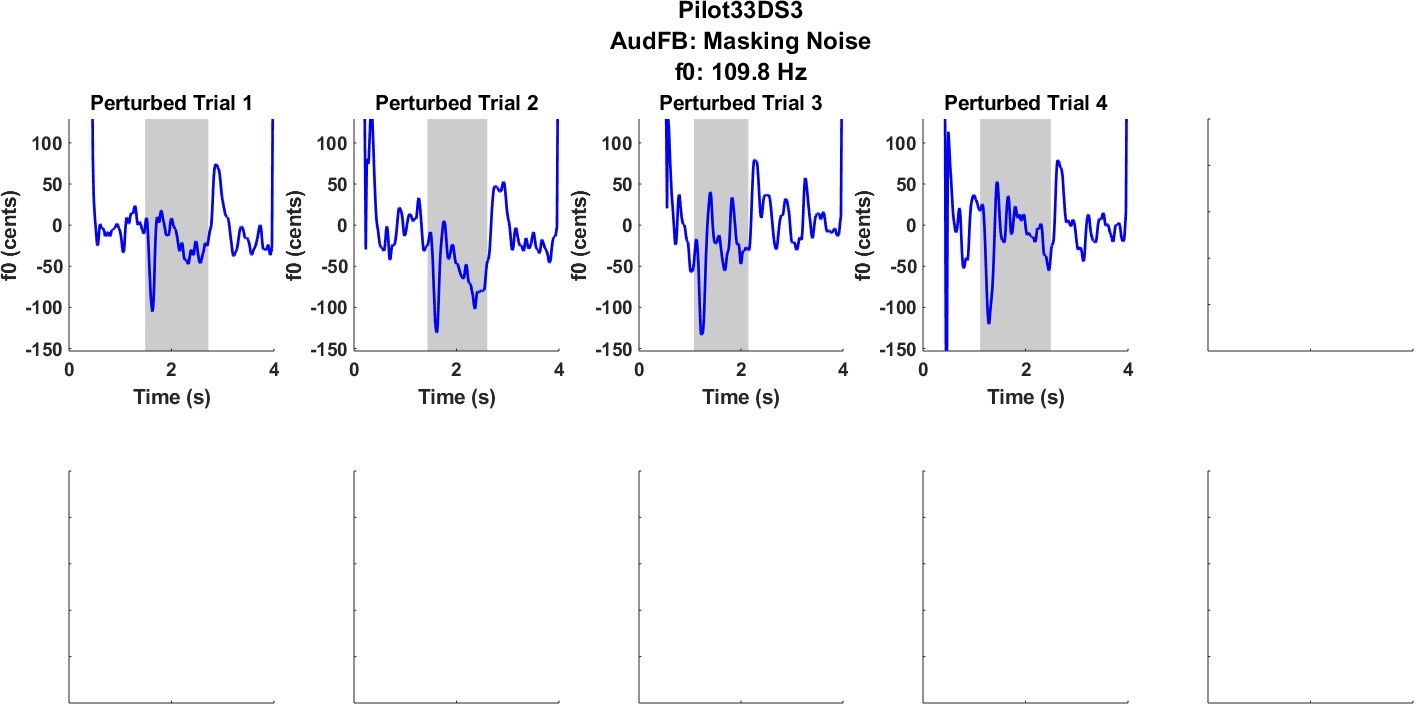 Pilot33DS3
AudFB: Masking Noise
f0: 109.8 Hz
Perturbed Trial 1
100
50
0
-50
-100
-150
f0 (cents)
0 2 4
Time (s)
Perturbed Trial 2
100
50
0
-50
-100
-150
f0 (cents)
0 2 4
Time (s)
Perturbed Trial 3
100
50
0
-50
-100
-150
f0 (cents)
0 2 4
Time (s)
Perturbed Trial 4
100
50
0
-50
-100
-150
f0 (cents)
0 2 4
Time (s)